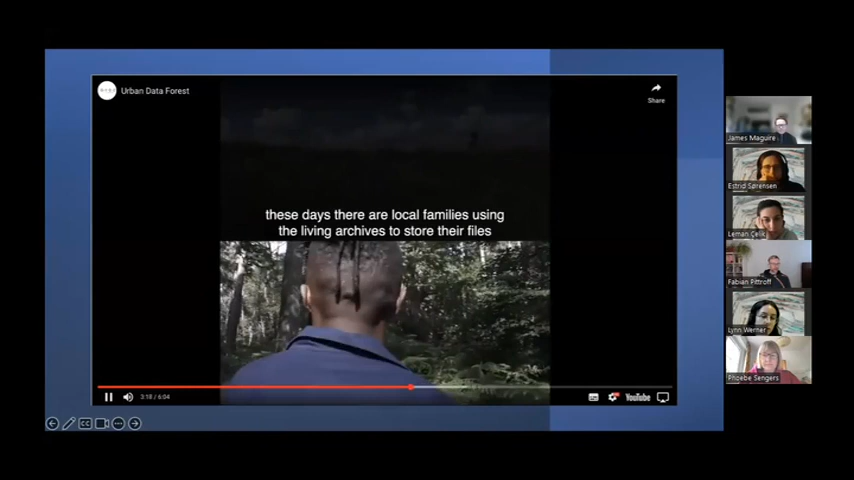 Urban Data Forest
Share
these days there are local families using
the living archives to store their files
3:18 / 6:04
YouTube
James Maguire
Estrid Sørensen
Leman Çelik
Fabian Pittroff
Lynn Werner
Phoebe Sengers
CC